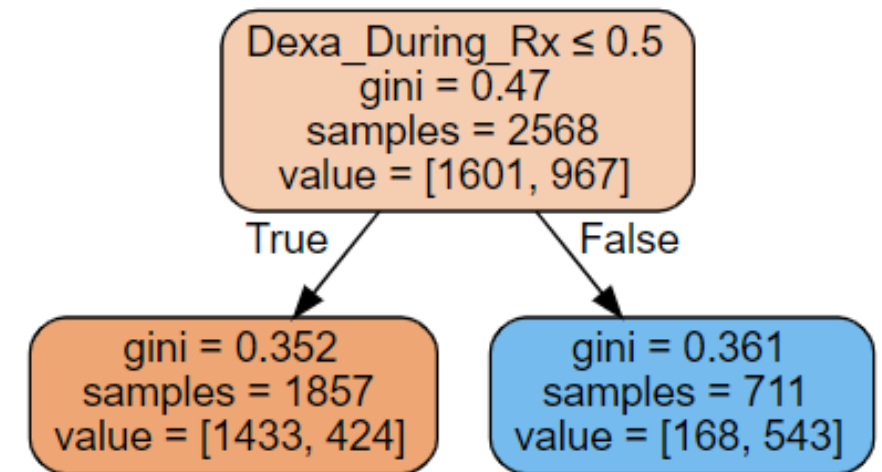 Dexa_During_Rx ≤ 0.5
gini = 0.47
samples = 2568
value = [1601, 967]
True
False
gini = 0.352
samples = 1857
value = [1433, 424]
gini = 0.361
samples = 711
value = [168, 543]